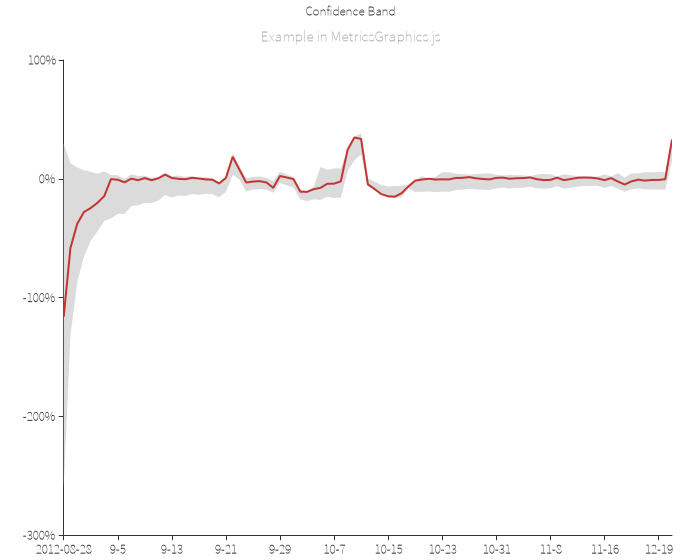 Confidence Band
Example in MetricsGraphics.js
100%
0%
-100%
-200%
-300%
2012-08-28 9-5 9-13 9-21 9-29 10-7 10-15 10-23 10-31 11-8 11-16 12-19